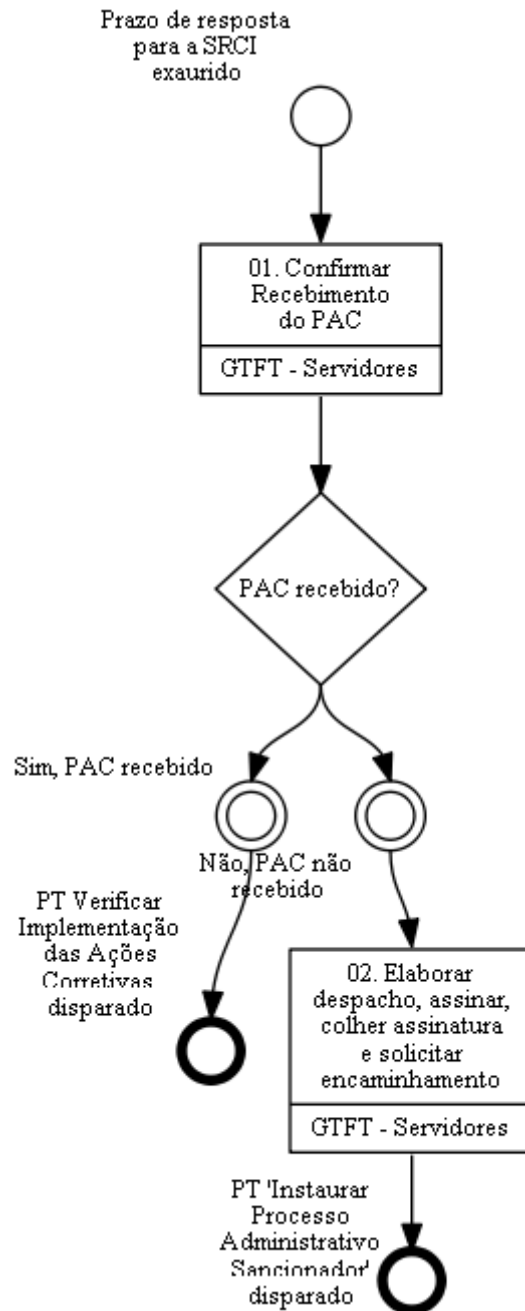 Prazo de resposta
para a SRCI
exaurido
01. Confirmar
Recebimento
do PAC
GTFT - Servidores
PAC recebido?
Sim, PAC recebido
Não, PAC não
recebido
PT Verificar
Implementação
das Ações
Corretivas
disparado
02. Elaborar
despacho, assinar,
colher assinatura
e solicitar
encaminhamento
GTFT - Servidores
PT 'Instaurar
Processo
Administrativo
Sancionador'
disparado